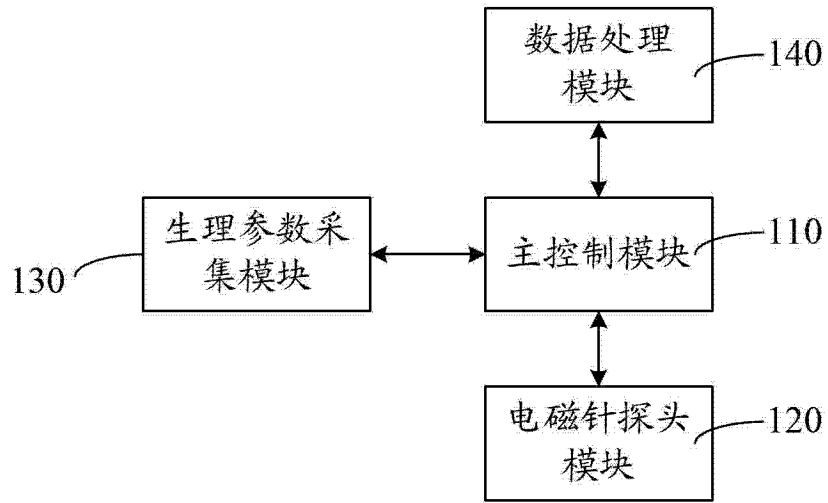 数据处理
模块
140
生理参数采
集模块
130
主控制模块
110
电磁针探头
模块
120